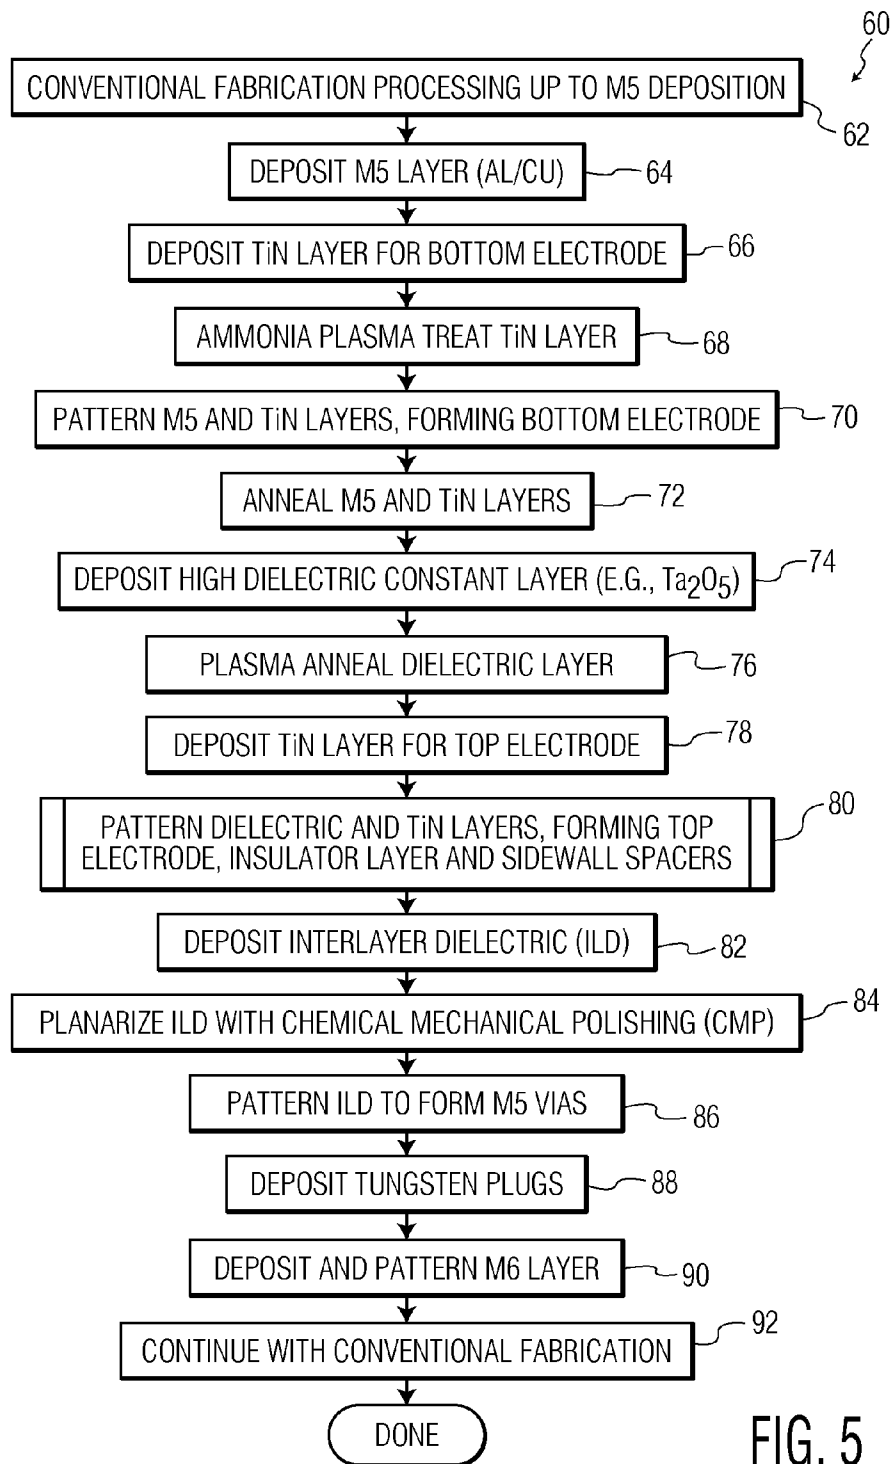 60
CONVENTIONAL FABRICATION PROCESSING UP TO M5 DEPOSITION
62
DEPOSIT M5 LAYER (AL/CU)
64
DEPOSIT TiN LAYER FOR BOTTOM ELECTRODE
66
AMMONIA PLASMA TREAT TiN LAYER
68
PATTERN M5 AND TiN LAYERS, FORMING BOTTOM ELECTRODE
70
ANNEAL M5 AND TiN LAYERS
72
DEPOSIT HIGH DIELECTRIC CONSTANT LAYER (E.G., Ta₂O₅)
74
PLASMA ANNEAL DIELECTRIC LAYER
76
DEPOSIT TiN LAYER FOR TOP ELECTRODE
78
PATTERN DIELECTRIC AND TiN LAYERS, FORMING TOP
ELECTRODE, INSULATOR LAYER AND SIDEWALL SPACERS
80
DEPOSIT INTERLAYER DIELECTRIC (ILD)
82
PLANARIZE ILD WITH CHEMICAL MECHANICAL POLISHING (CMP)
84
PATTERN ILD TO FORM M5 VIAS
86
DEPOSIT TUNGSTEN PLUGS
88
DEPOSIT AND PATTERN M6 LAYER
90
CONTINUE WITH CONVENTIONAL FABRICATION
92
DONE
FIG. 5